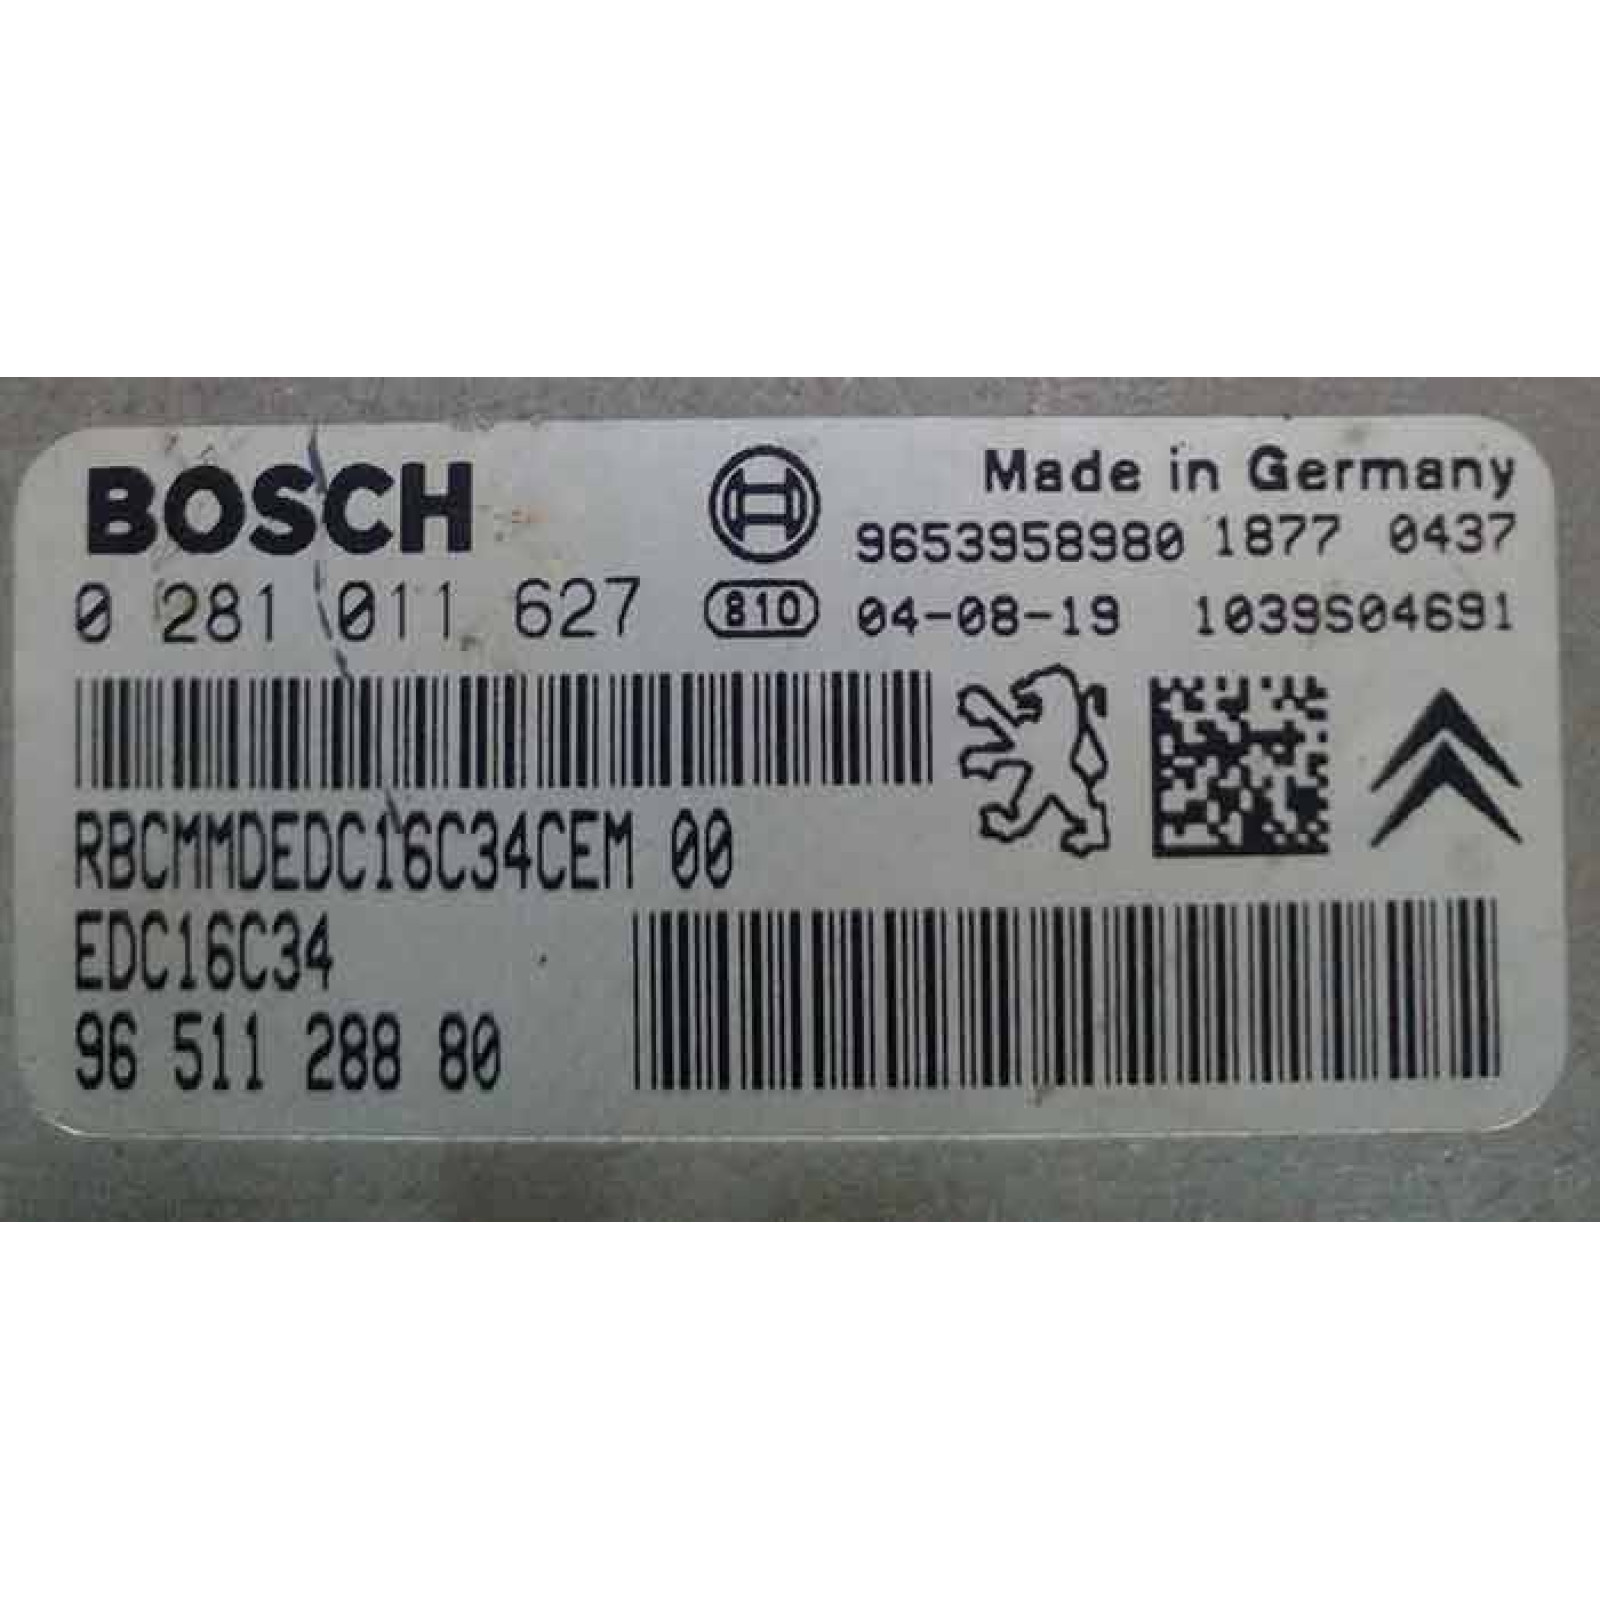 BOSCH
Made in Germany
9653958980 1877 0437
0 281 011 627
810
04-08-19 1039S04691
RBCMMDEDC16C34CEM 00
EDC16C34
96 511 288 80